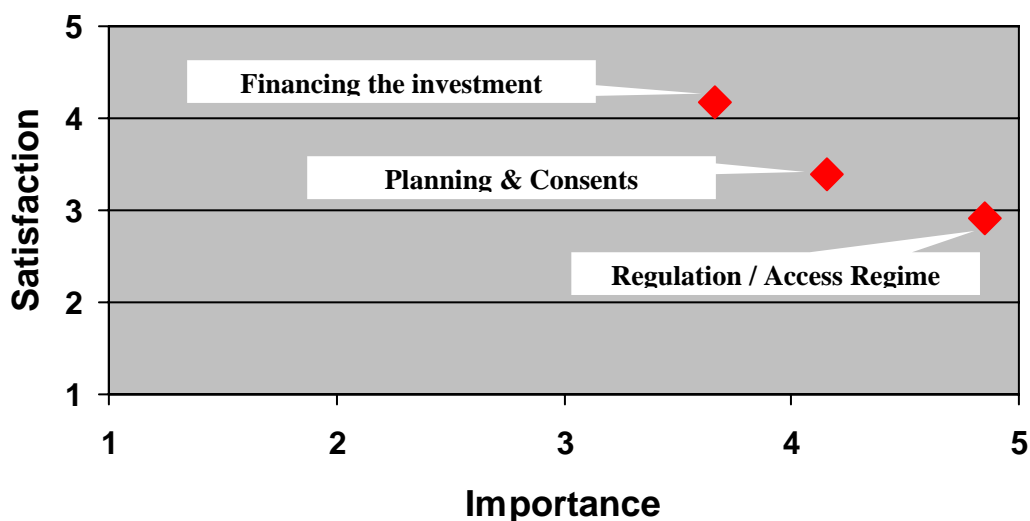 5
Financing the investment
4
Planning & Consents
3
Regulation / Access Regime
2
1
Satisfaction
1 2 3 4 5
Importance